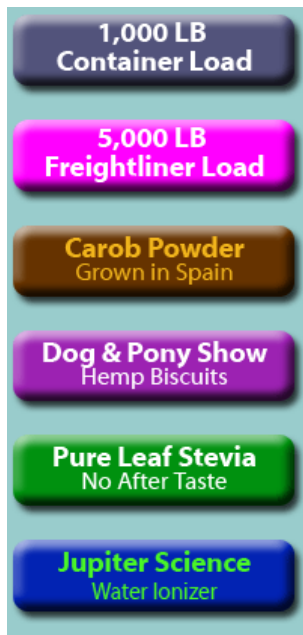 1,000 LB
Container Load
5,000 LB
Freightliner Load
Carob Powder
Grown in Spain
Dog & Pony Show
Hemp Biscuits
Pure Leaf Stevia
No After Taste
Jupiter Science
Water Ionizer